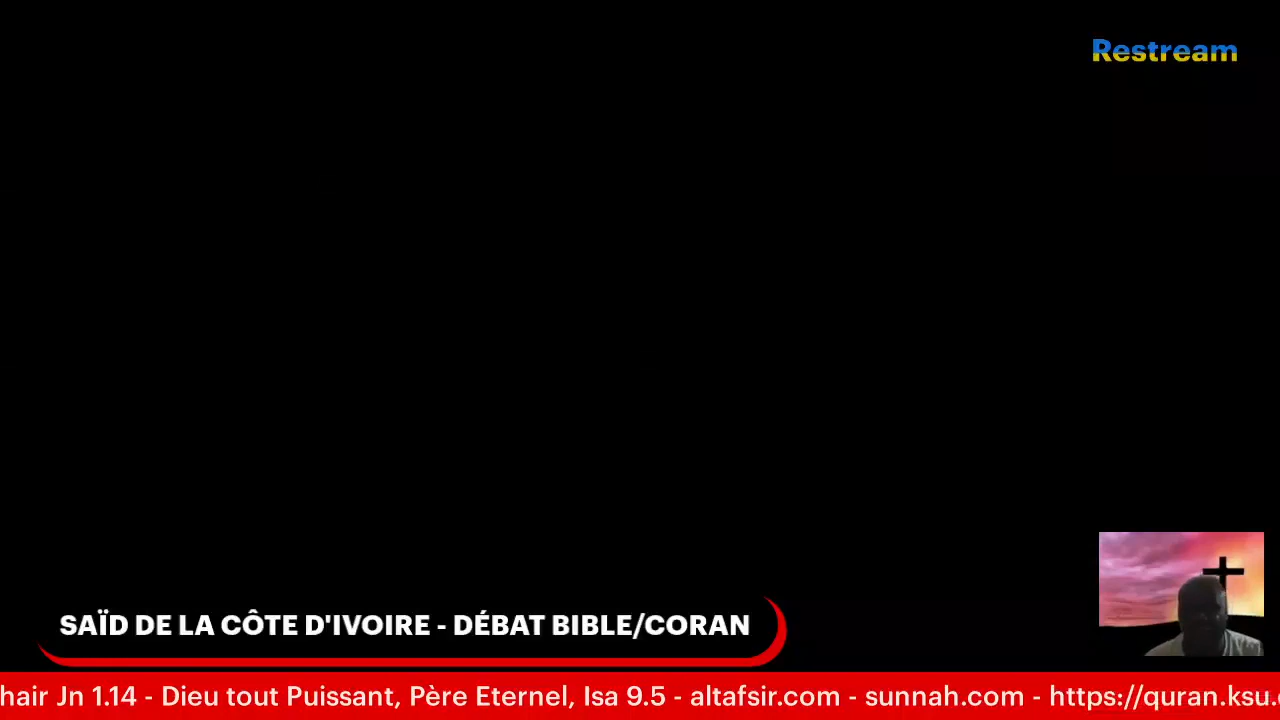 Restream
SAÏD DE LA CÔTE D'IVOIRE - DÉBAT BIBLE/CORAN
hair Jn 1.14 - Dieu tout Puissant, Père Eternel, Isa 9.5 - altafsir.com - sunnah.com - https://quran.ksu.